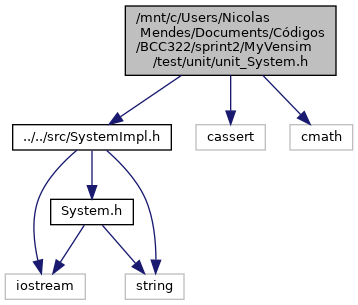 /mnt/c/Users/Nicolas
Mendes/Documents/Códigos
/BCC322/sprint2/MyVensim
/test/unit/unit_System.h
../../src/SystemImpl.h
cassert
cmath
System.h
iostream
string